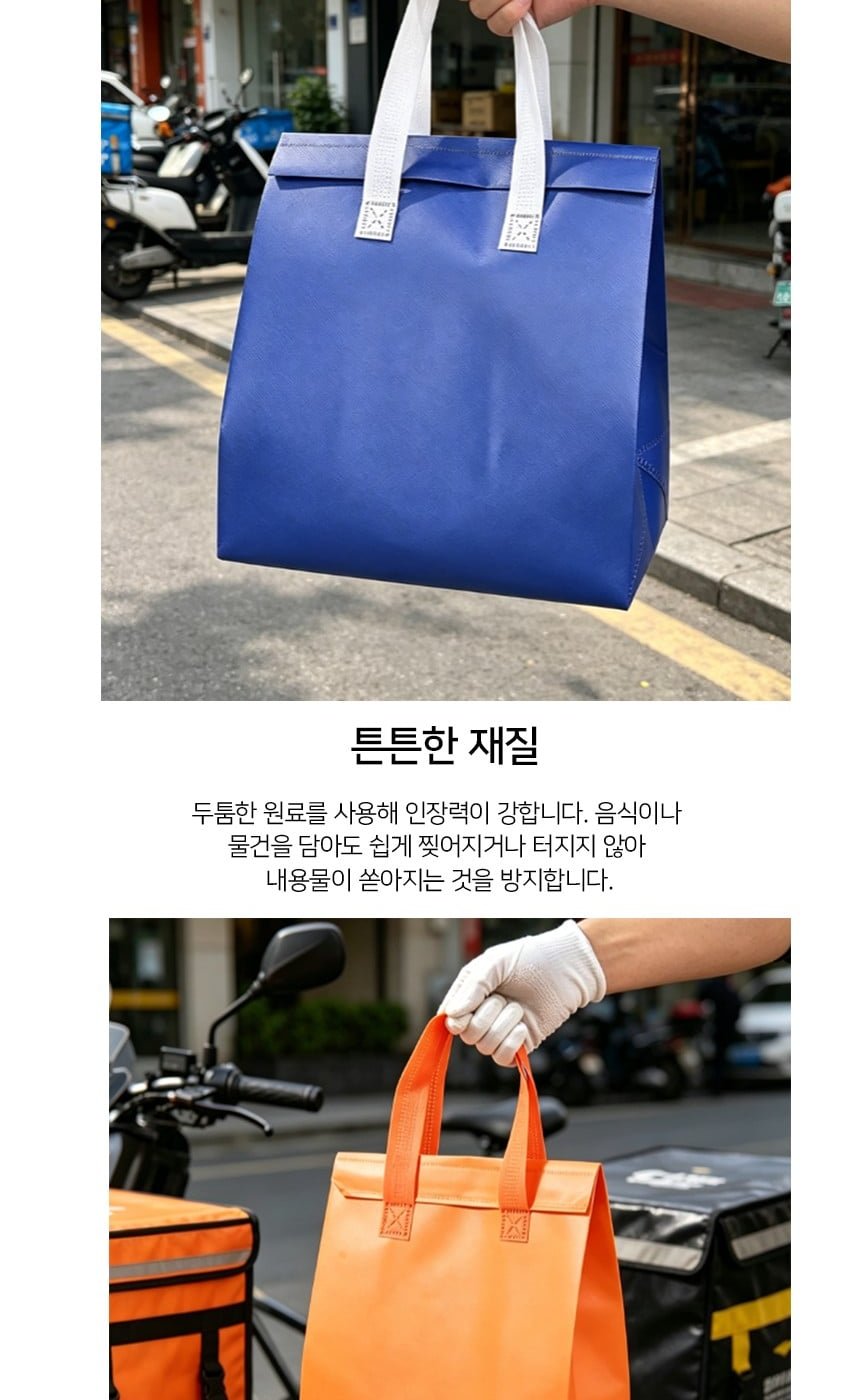 튼튼한 재질
두툼한 원료를 사용해 인장력이 강합니다. 음식이나
물건을 담아도 쉽게 찢어지거나 터지지 않아
내용물이 쏟아지는 것을 방지합니다.